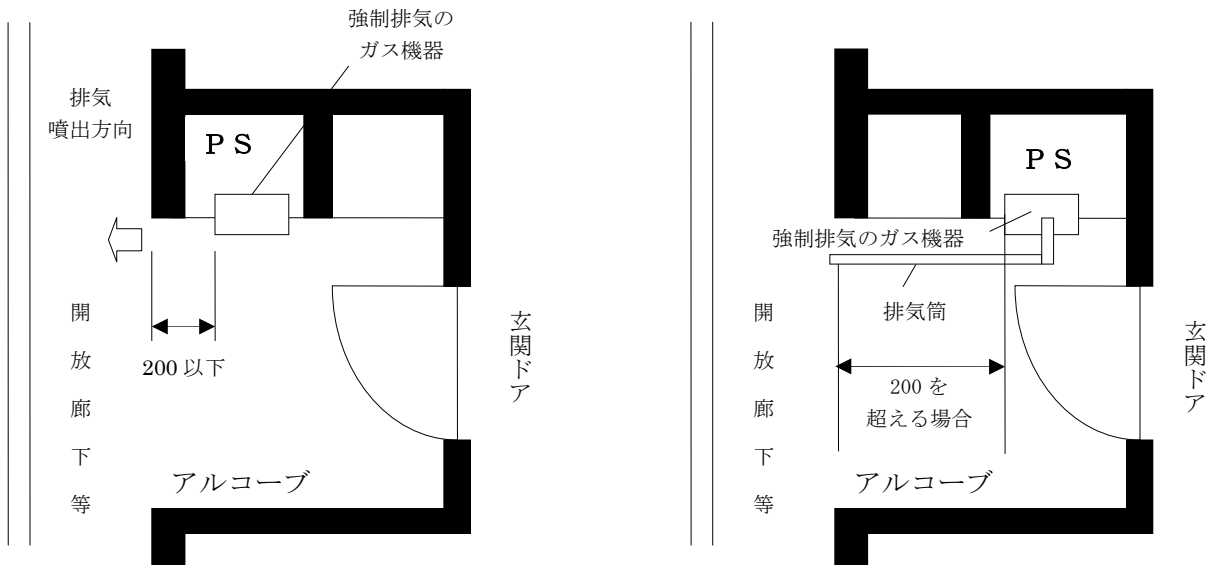 強制排気の
ガス機器
排気
噴出方向
ＰＳ
開放廊下等
200 以下
玄関ドア
アルコーブ
ＰＳ
強制排気のガス機器
排気筒
開放廊下等
200 を
超える場合
玄関ドア
アルコーブ